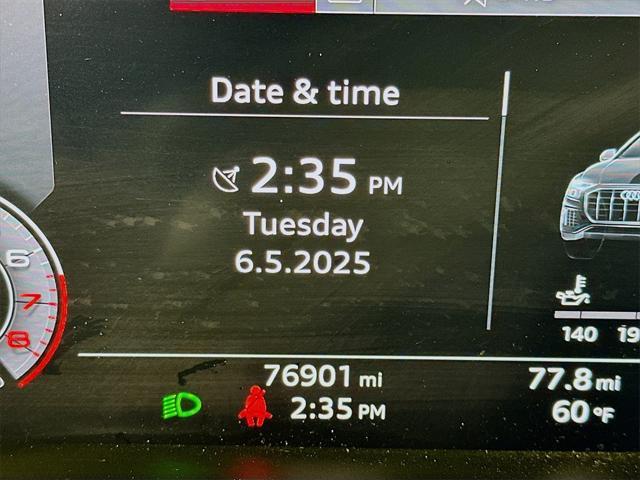 Date & time
2:35 PM
Tuesday
6.5.2025
6
7
8
140
76901 mi
77.8 mi
2:35 PM
60 °F